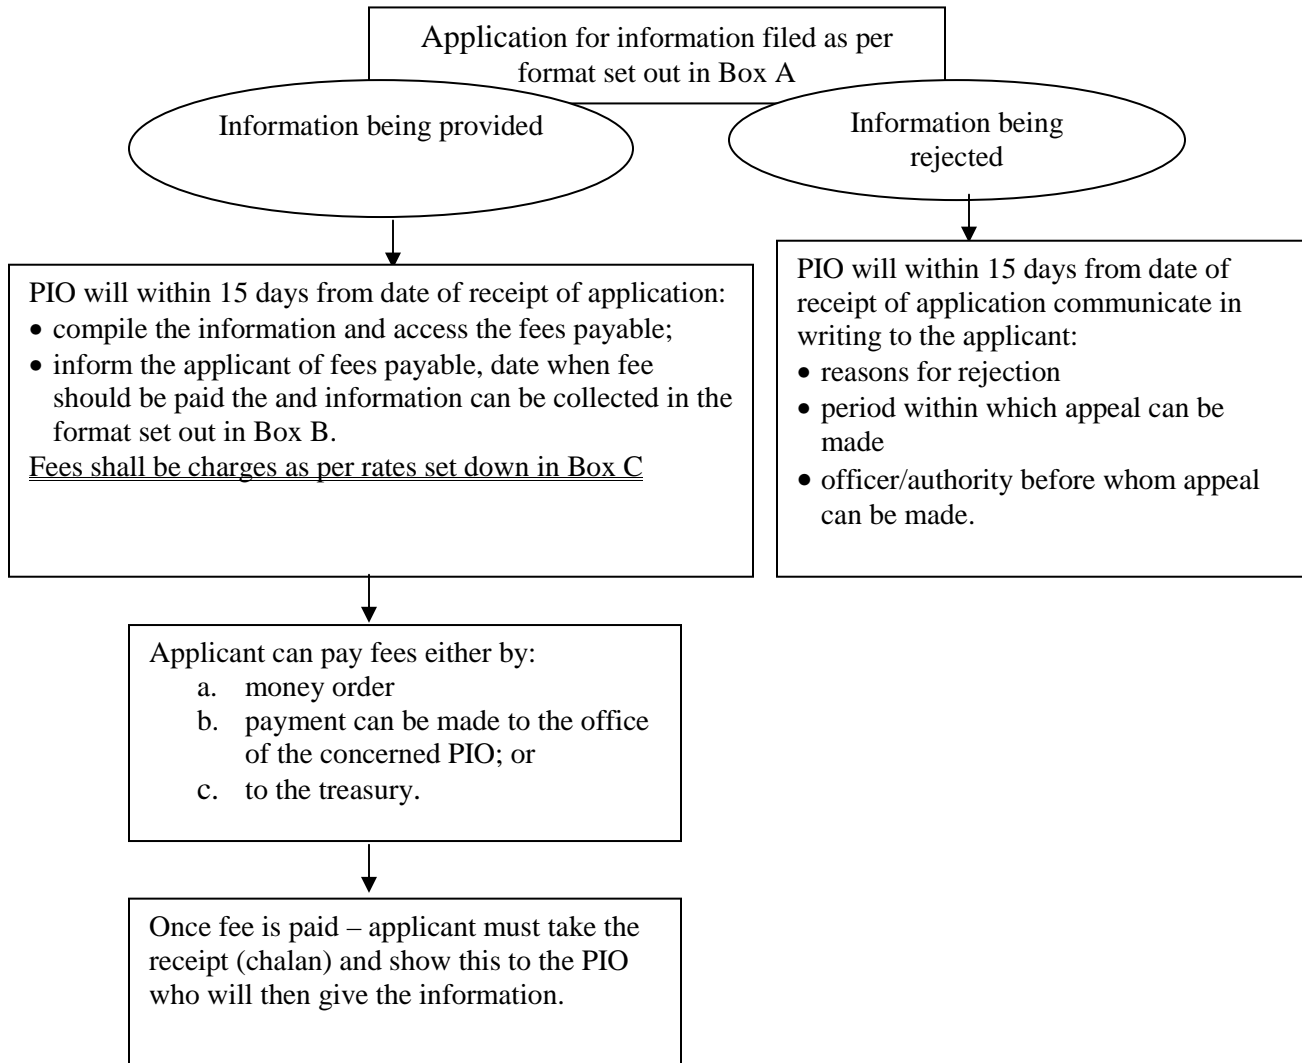 Application for information filed as per
format set out in Box A
Information being provided
Information being
rejected
PIO will within 15 days from date of receipt of application:
• compile the information and access the fees payable;
• inform the applicant of fees payable, date when fee
should be paid the and information can be collected in the
format set out in Box B.
Fees shall be charges as per rates set down in Box C
PIO will within 15 days from date of
receipt of application communicate in
writing to the applicant:
• reasons for rejection
• period within which appeal can be
made
• officer/authority before whom appeal
can be made.
Applicant can pay fees either by:
a. money order
b. payment can be made to the office
of the concerned PIO; or
c. to the treasury.
Once fee is paid – applicant must take the
receipt (chalan) and show this to the PIO
who will then give the information.